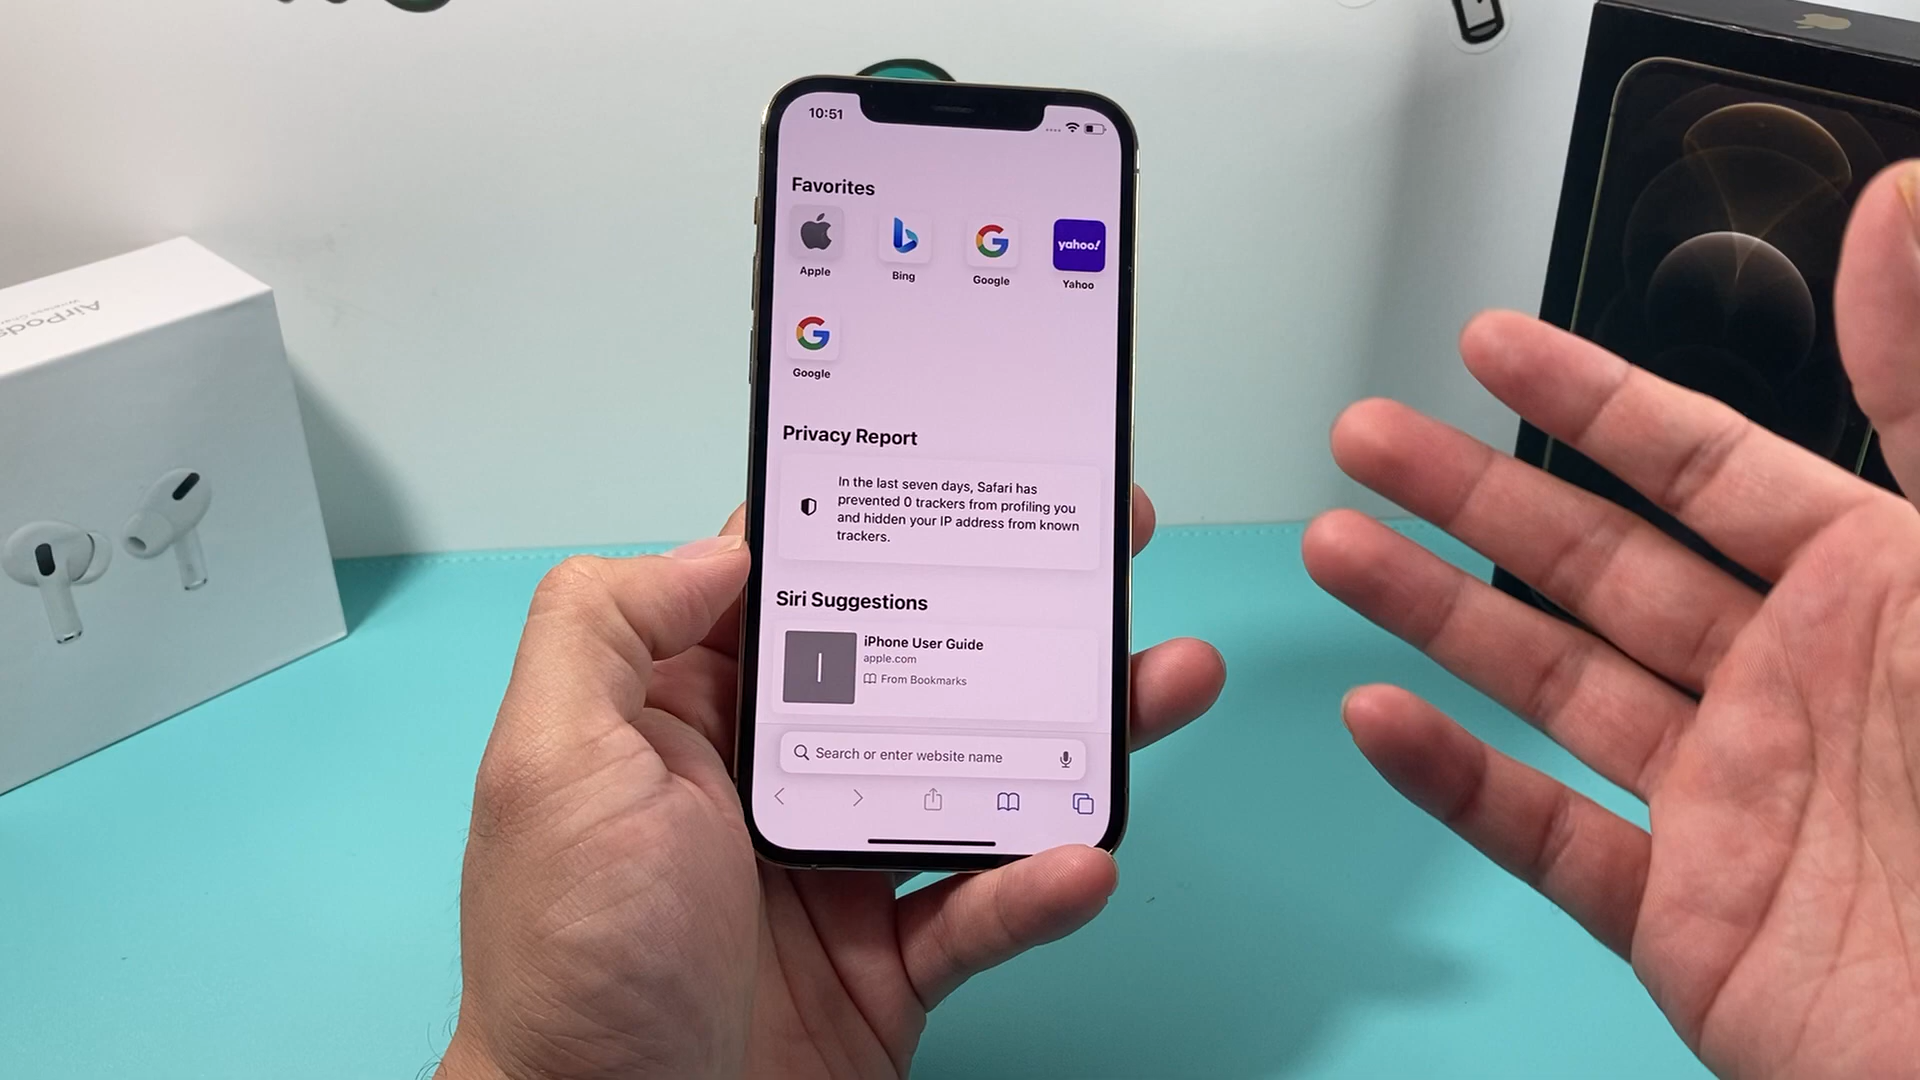 10:51
Favorites
yahoo!
Apple
Bing
Google
Yahoo
Google
Privacy Report
In the last seven days, Safari has
prevented 0 trackers from profiling you
and hidden your IP address from known
trackers.
Siri Suggestions
I
iPhone User Guide
apple.com
From Bookmarks
Search or enter website name
AirPods